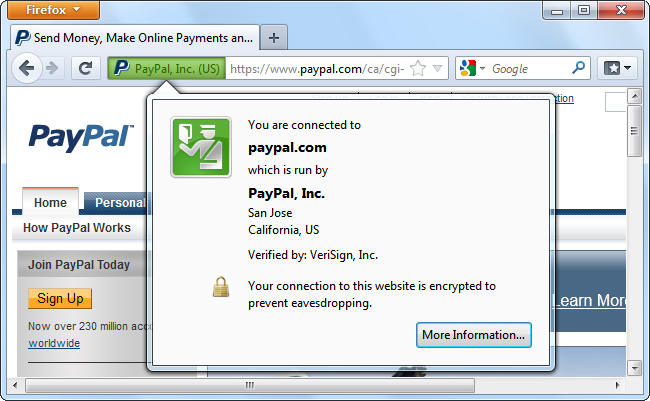 Firefox
Send Money, Make Online Payments an...
PayPal, Inc. (US) https://www.paypal.com/ca/cgi- Google
PayPal™
Home Personal
How PayPal Works
Join PayPal Today
Sign Up
Now over 230 million acc
worldwide
You are connected to
paypal.com
which is run by
PayPal, Inc.
San Jose
California, US
Verified by: VeriSign, Inc.
Your connection to this website is encrypted to
prevent eavesdropping.
More Information...
Learn More